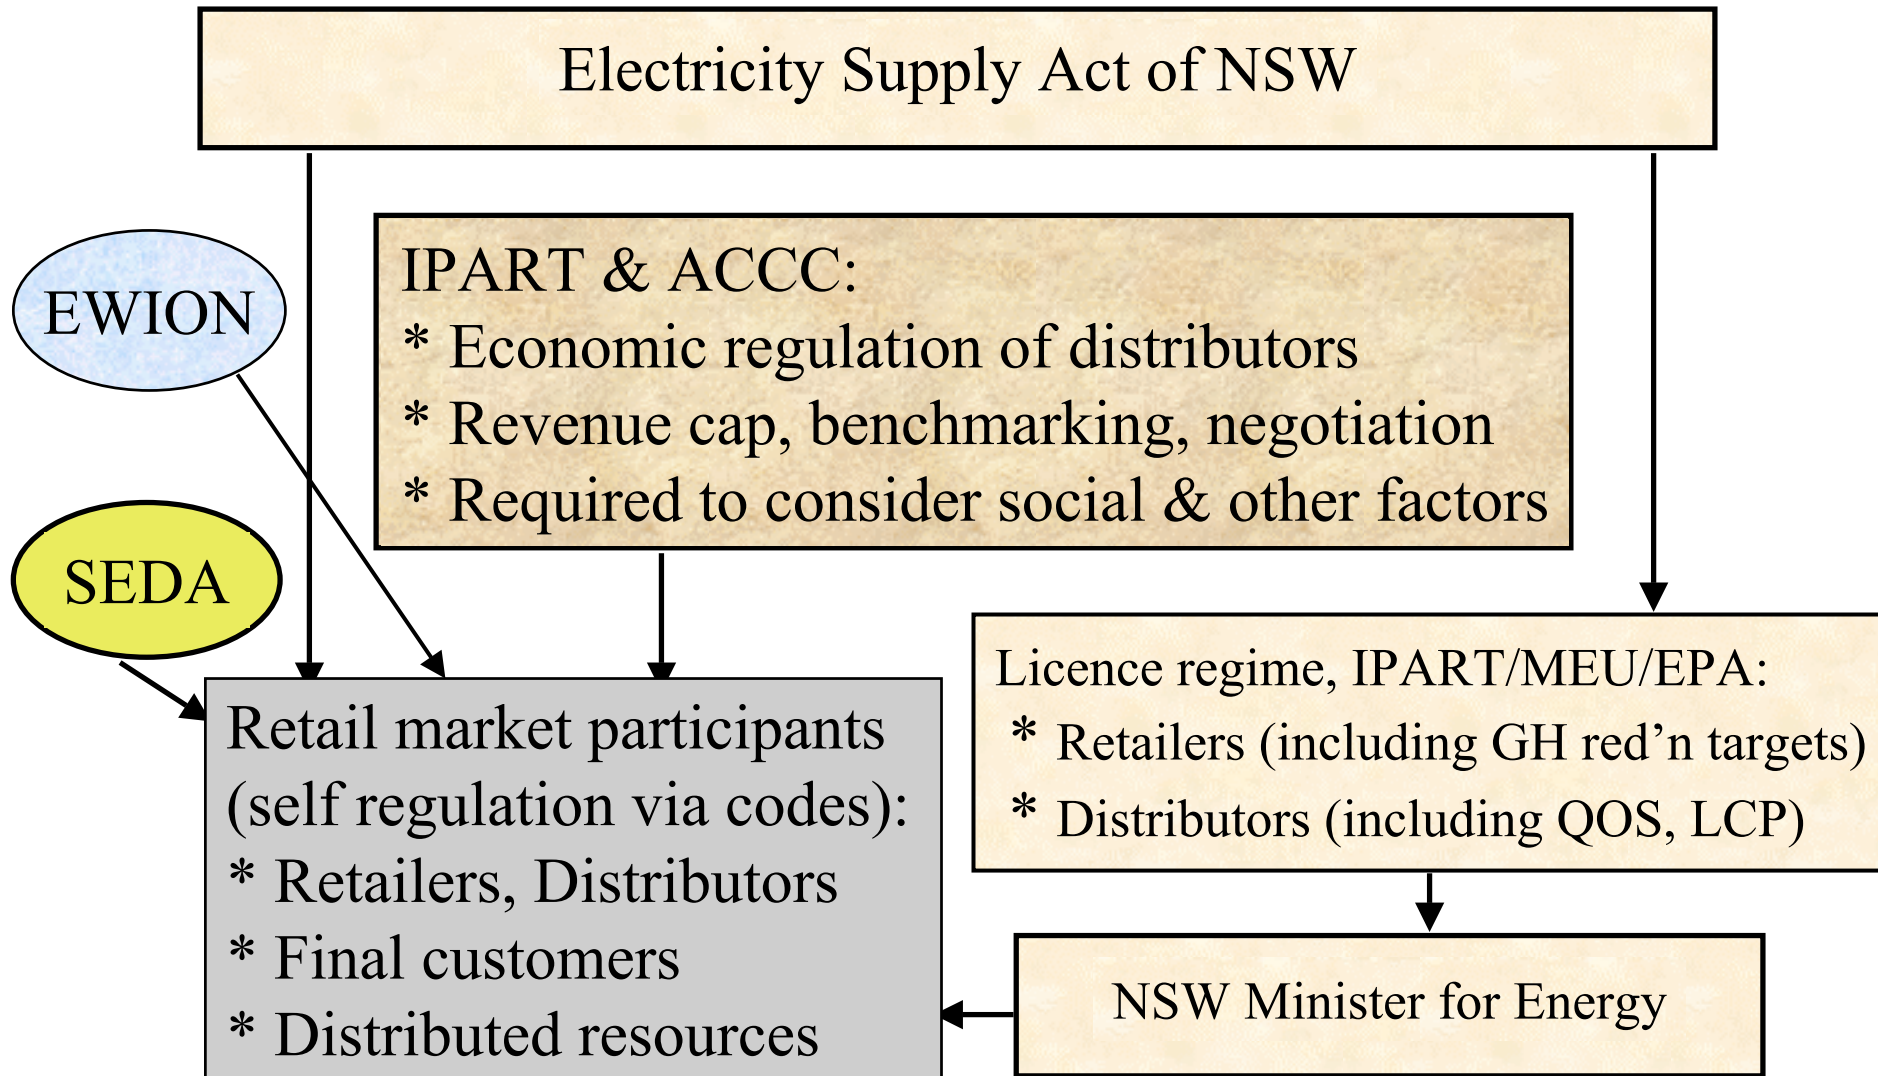 Electricity Supply Act of NSW
EWION
IPART & ACCC:
* Economic regulation of distributors
* Revenue cap, benchmarking, negotiation
* Required to consider social & other factors
SEDA
Licence regime, IPART/MEU/EPA:
* Retailers (including GH red’n targets)
* Distributors (including QOS, LCP)
Retail market participants
(self regulation via codes):
* Retailers, Distributors
* Final customers
* Distributed resources
NSW Minister for Energy